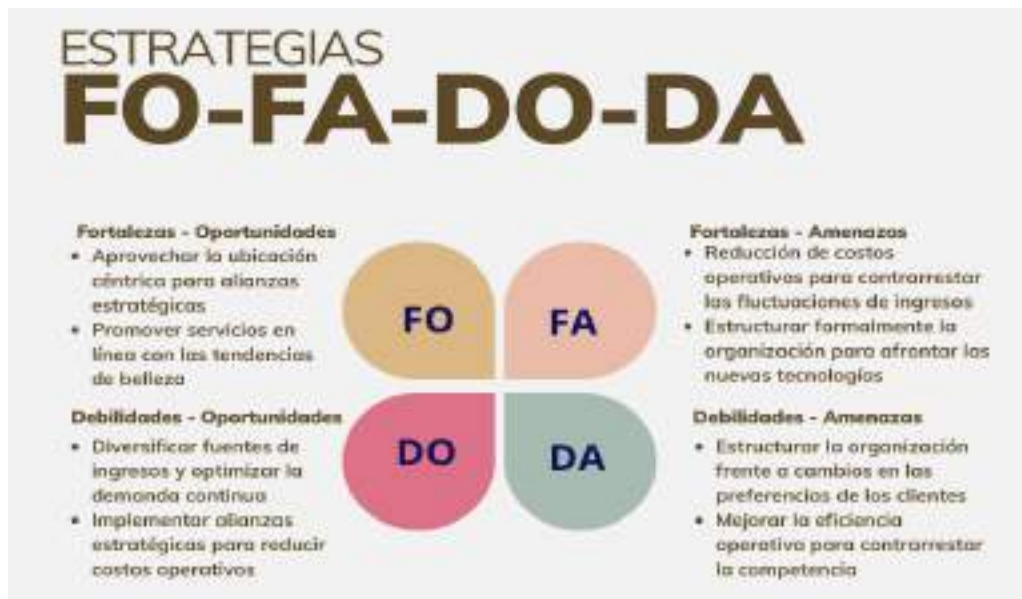 ESTRATEGIAS
FO-FA-DO-DA
Fortalezas - Oportunidades
• Aprovechar la ubicación
céntrica para alianzas
estratégicas
• Promover servicios en
línea con las tendencias
de belleza
FO
FA
Fortalezas - Amenazas
• Reducción de costos
operativos para contrarrestar
las fluctuaciones de ingresos
• Estructurar formalmente la
organización para afrontar las
nuevas tecnologías
Debilidades - Oportunidades
• Diversificar fuentes de
ingresos y optimizar la
demanda continua
• Implementar alianzas
estratégicas para reducir
costos operativos
DO
DA
Debilidades - Amenazas
• Estructurar la organización
frente a cambios en las
preferencias de los clientes
• Mejorar la eficiencia
operativa para contrarrestar
la competencia